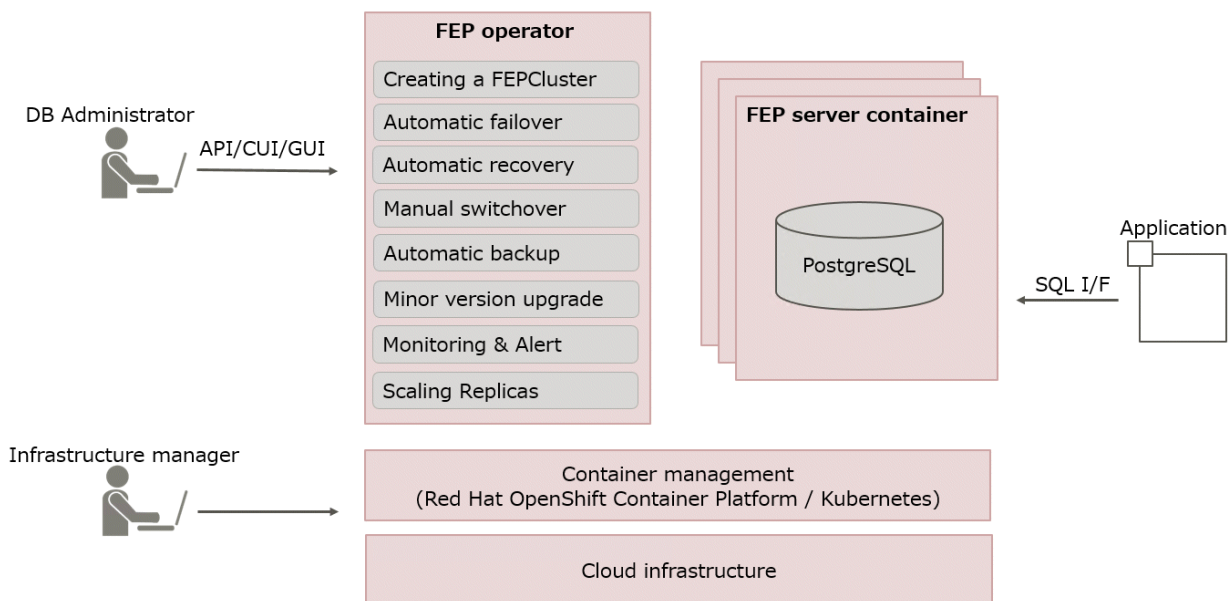 FEP operator
Creating a FEPCluster
Automatic failover
Automatic recovery
Manual switchover
Automatic backup
Minor version upgrade
Monitoring & Alert
Scaling Replicas
DB Administrator
API/CUI/GUI
FEP server container
PostgreSQL
Application
SQL I/F
Infrastructure manager
Container management
(Red Hat OpenShift Container Platform / Kubernetes)
Cloud infrastructure